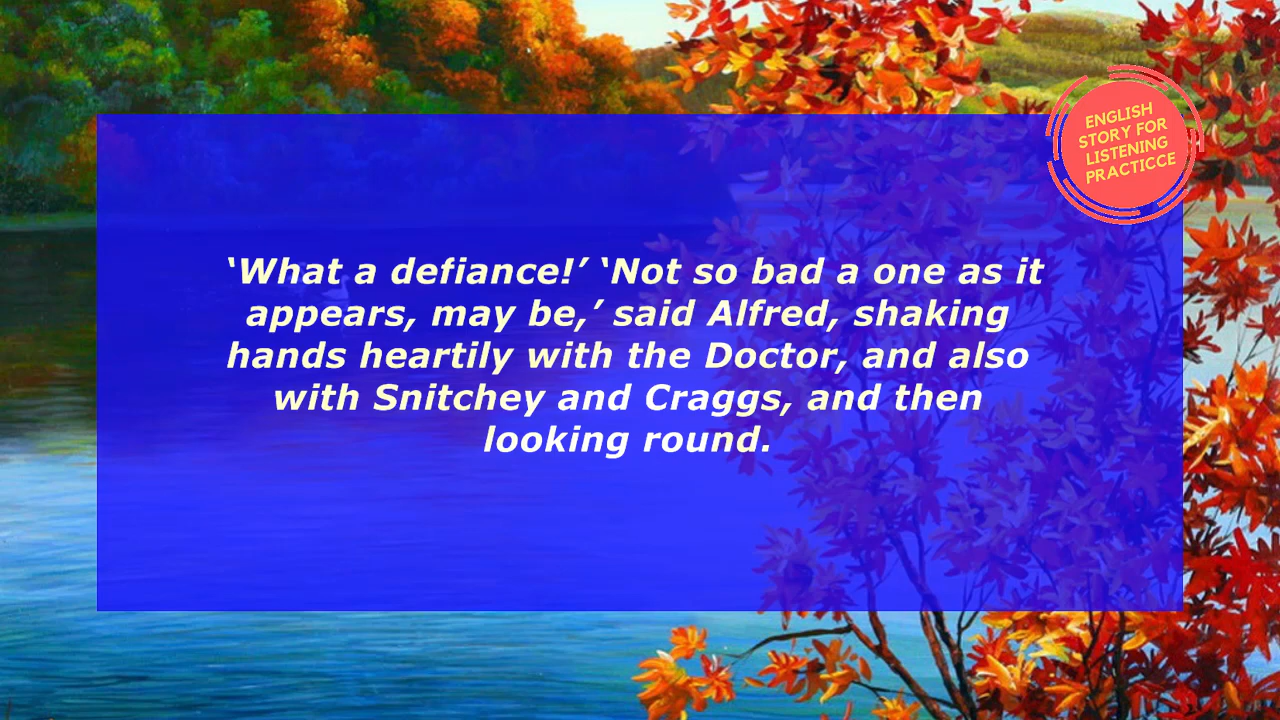 ENGLISH
STORY FOR
LISTENING
PRACTICCE
‘What a defiance!’ ‘Not so bad a one as it
appears, may be,’ said Alfred, shaking
hands heartily with the Doctor, and also
with Snitchey and Craggs, and then
looking round.